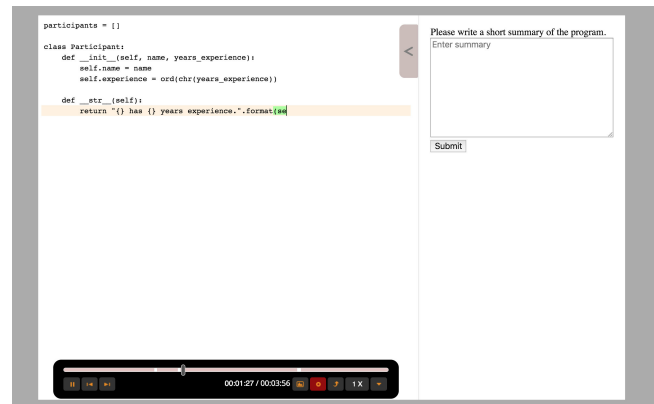 participants = []
class Participant:
    def __init__(self, name, years_experience):
        self.name = name
        self.experience = ord(chr(years_experience))
    def __str__(self):
        return "{} has {} years experience.".format(se
<
Please write a short summary of the program.
Enter summary
Submit
00:01:27 / 00:03:56
1 X